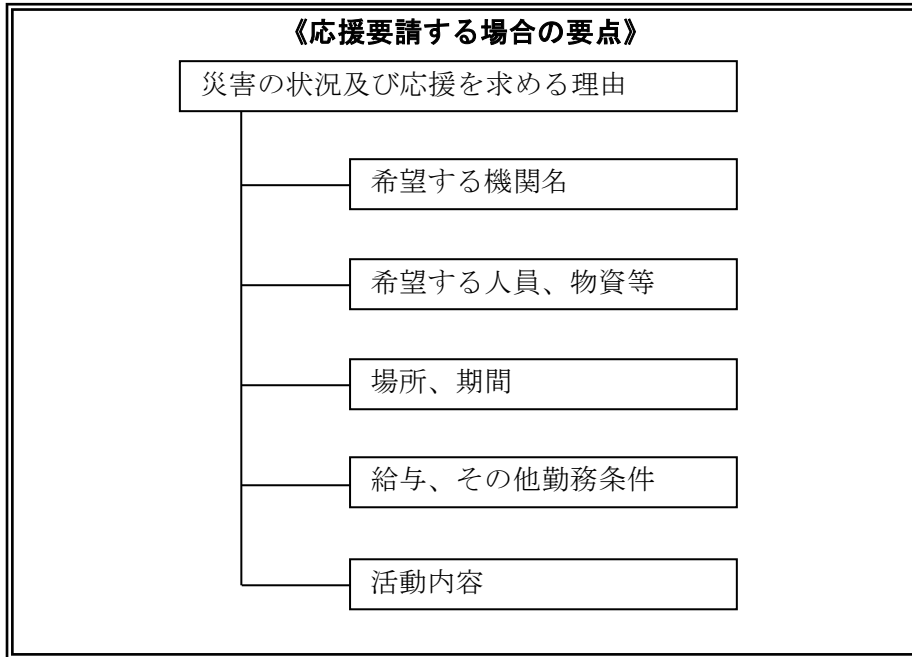 《応援要請する場合の要点》
災害の状況及び応援を求める理由
希望する機関名
希望する人員、物資等
場所、期間
給与、その他勤務条件
活動内容